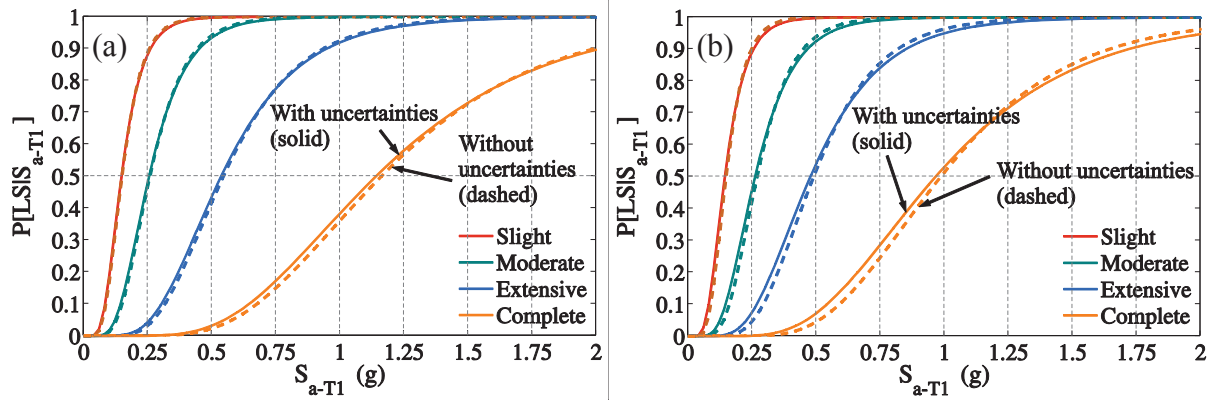 (a)
P[LS|Sa-T1]
1
0.9
0.8
0.7
0.6
0.5
0.4
0.3
0.2
0.1
0
With uncertainties
(solid)
Without
uncertainties
(dashed)
Slight
Moderate
Extensive
Complete
0 0.25 0.5 0.75 1 1.25 1.5 1.75 2
Sa-T1 (g)
(b)
P[LS|Sa-T1]
1
0.9
0.8
0.7
0.6
0.5
0.4
0.3
0.2
0.1
0
With uncertainties
(solid)
Without uncertainties
(dashed)
Slight
Moderate
Extensive
Complete
0 0.25 0.5 0.75 1 1.25 1.5 1.75 2
Sa-T1 (g)